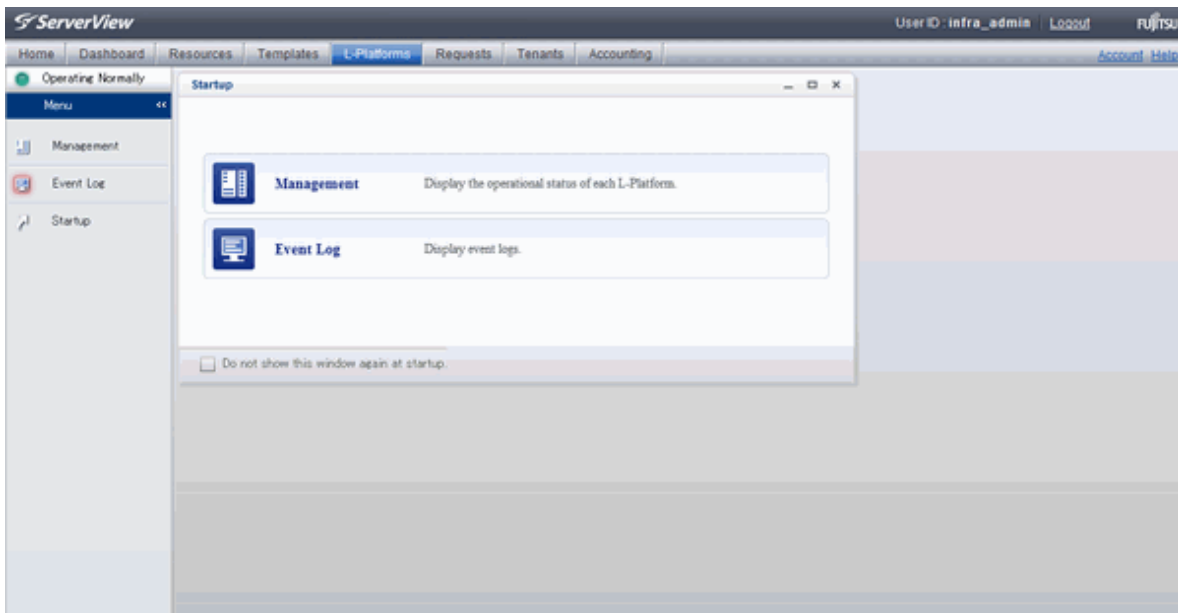 ServerView User ID : infra_admin Logout FUJITSU
Home Dashboard Resources Templates L-Platforms Requests Tenants Accounting Account Help
Operating Normally
Menu <<
Management
Event Log
Startup
Startup
Management Display the operational status of each L-Platform.
Event Log Display event logs.
Do not show this window again at startup.